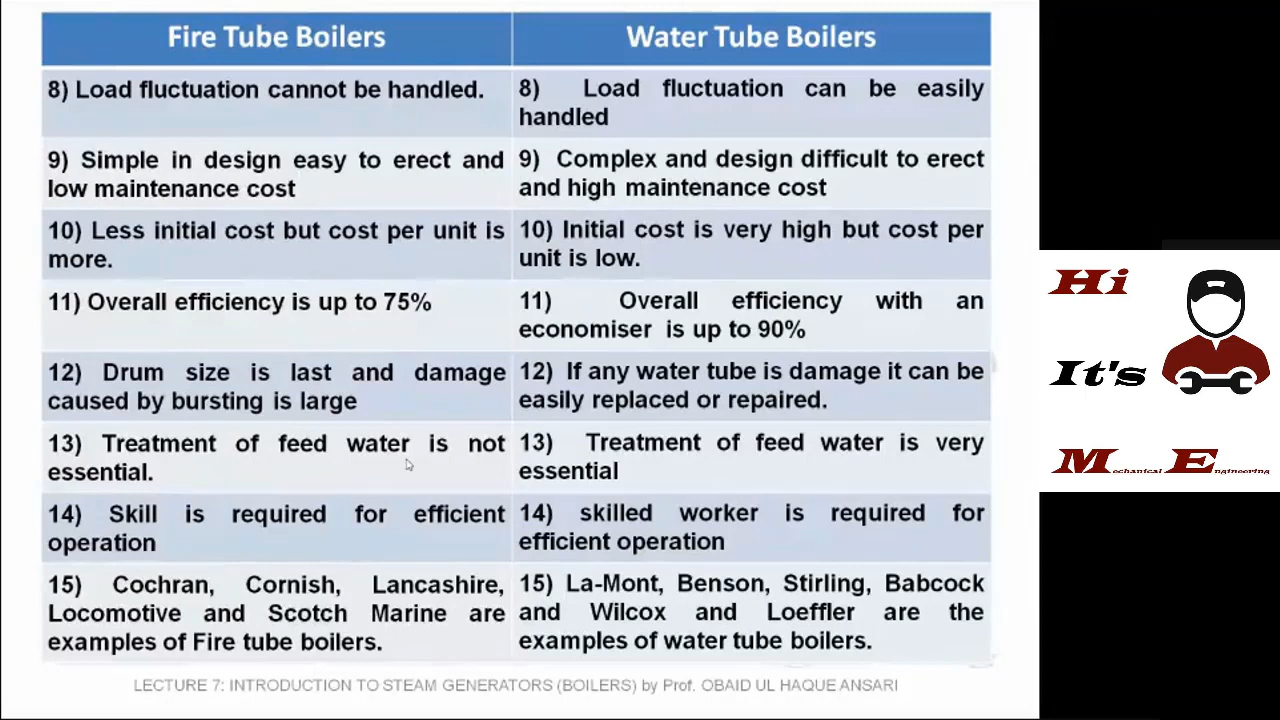 Fire Tube Boilers
Water Tube Boilers
8) Load fluctuation cannot be handled.
8) Load fluctuation can be easily
handled
9) Simple in design easy to erect and
low maintenance cost
9) Complex and design difficult to erect
and high maintenance cost
10) Less initial cost but cost per unit is
more.
10) Initial cost is very high but cost per
unit is low.
11) Overall efficiency is up to 75%
11) Overall efficiency with an
economiser is up to 90%
12) Drum size is last and damage
caused by bursting is large
12) If any water tube is damage it can be
easily replaced or repaired.
13) Treatment of feed water is not
essential.
13) Treatment of feed water is very
essential
14) Skill is required for efficient
operation
14) skilled worker is required for
efficient operation
15) Cochran, Cornish, Lancashire,
Locomotive and Scotch Marine are
examples of Fire tube boilers.
15) La-Mont, Benson, Stirling, Babcock
and Wilcox and Loeffler are the
examples of water tube boilers.
LECTURE 7: INTRODUCTION TO STEAM GENERATORS (BOILERS) by Prof. OBAID UL HAQUE ANSARI
Hi
It's
Mechanical Engineering